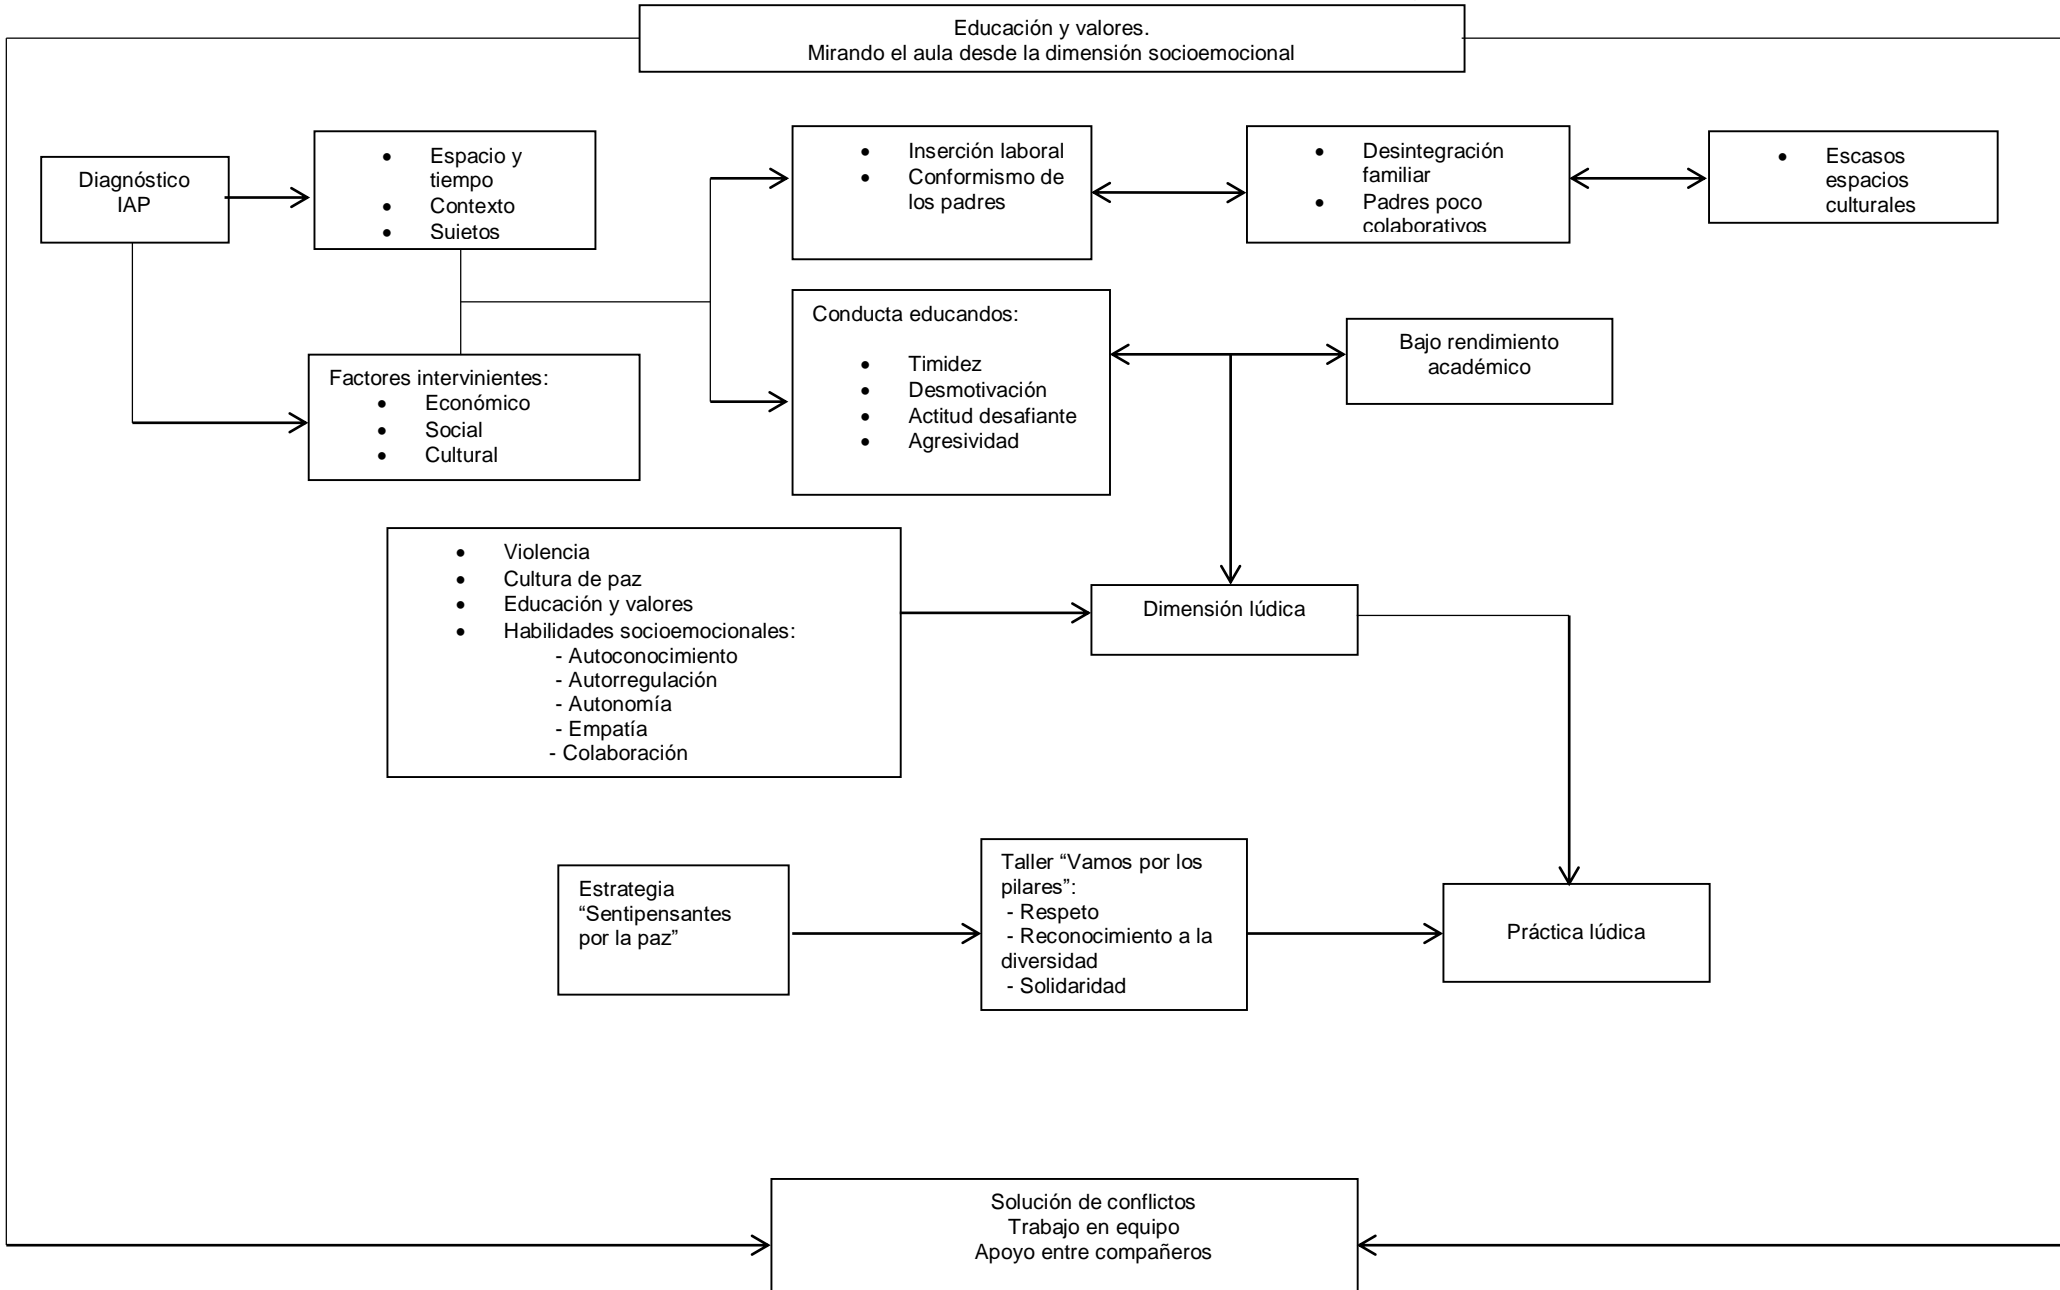 Educación y valores.
Mirando el aula desde la dimensión socioemocional
Diagnóstico
IAP
• Espacio y
tiempo
• Contexto
• Sujetos
• Inserción laboral
• Conformismo de
los padres
• Desintegración
familiar
• Padres poco
colaborativos
• Escasos
espacios
culturales
Factores intervinientes:
• Económico
• Social
• Cultural
Conducta educandos:
• Timidez
• Desmotivación
• Actitud desafiante
• Agresividad
Bajo rendimiento
académico
• Violencia
• Cultura de paz
• Educación y valores
• Habilidades socioemocionales:
- Autoconocimiento
- Autorregulación
- Autonomía
- Empatía
- Colaboración
Dimensión lúdica
Estrategia
“Sentipensantes
por la paz”
Taller “Vamos por los
pilares”:
- Respeto
- Reconocimiento a la
diversidad
- Solidaridad
Práctica lúdica
Solución de conflictos
Trabajo en equipo
Apoyo entre compañeros